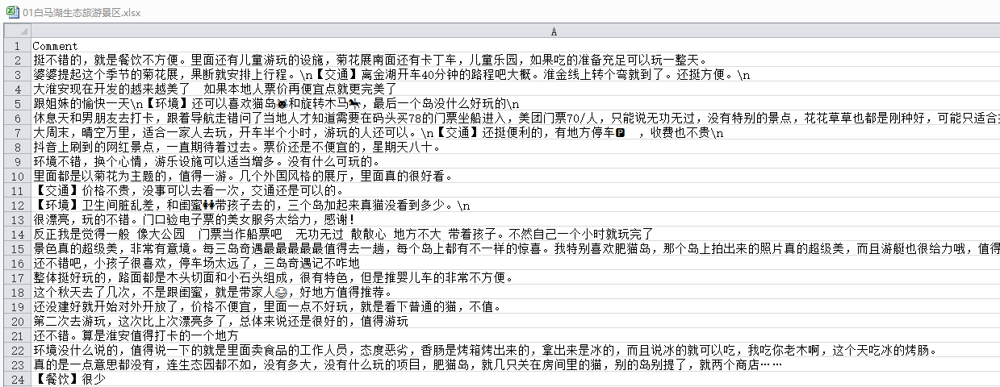 01白马湖生态旅游景区.xlsx
A
1 Comment
2 挺不错的，就是餐饮不方便。里面还有儿童游玩的设施，菊花展南面还有卡丁车，儿童乐园，如果吃的准备充足可以玩一整天。
3 婆婆提起这个季节的菊花展，果断就安排上行程。\n【交通】离金湖开车40分钟的路程吧大概。淮金线上转个弯就到了。还挺方便。\n
4 大淮安现在开发的越来越美了　如果本地人票价再便宜点就更完美了
5 跟姐妹的愉快一天\n【环境】还可以喜欢猫岛🐱和旋转木马🎠，最后一个岛没什么好玩的\n
6 休息天和男朋友去打卡，跟着导航走错问了当地人才知道需要在码头买78的门票坐船进入，美团门票70/人，只能说无功无过，没有特别的景点，花花草草也都是刚种好，可能只适合
7 大周末，晴空万里，适合一家人去玩，开车半个小时，游玩的人还可以。\n【交通】还挺便利的，有地方停车🅿　，收费也不贵\n
8 抖音上刷到的网红景点，一直期待着过去。票价还是不便宜的，星期天八十。
9 环境不错，换个心情，游乐设施可以适当增多。没有什么可玩的。
10 里面都是以菊花为主题的，值得一游。几个外国风格的展厅，里面真的很好看。
11 【交通】价格不贵，没事可以去看一次，交通还是可以的。
12 【环境】卫生间脏乱差，和闺蜜👭带孩子去的，三个岛加起来真猫没看到多少。\n
13 很漂亮，玩的不错。门口验电子票的美女服务太给力，感谢！
14 反正我是觉得一般 像大公园　门票当作船票吧　无功无过 散散心 地方不大 带着孩子。不然自己一个小时就玩完了
15 景色真的超级美，非常有意境。每三岛奇遇最最最最最值得去一趟，每个岛上都有不一样的惊喜。我特别喜欢肥猫岛，那个岛上拍出来的照片真的超级美，而且游艇也很给力哦，值得
16 还不错吧，小孩子很喜欢，停车场太远了，三岛奇遇记不咋地
17 整体挺好玩的，路面都是木头切面和小石头组成，很有特色，但是推婴儿车的非常不方便。
18 这个秋天去了几次，不是跟闺蜜，就是带家人😂，好地方值得推荐。
19 还没建好就开始对外开放了，价格不便宜，里面一点不好玩，就是看下普通的猫，不值。
20 第二次去游玩，这次比上次漂亮多了，总体来说还是很好的，值得游玩
21 还不错。算是淮安值得打卡的一个地方
22 环境没什么说的，值得说一下的就是里面卖食品的工作人员，态度恶劣，香肠是烤箱烤出来的，拿出来是冰的，而且说冰的就可以吃，我吃你老木啊，这个天吃冰的烤肠。
23 真的是一点意思都没有，连生态园都不如，没有多大，没有什么玩的项目，肥猫岛，就几只关在房间里的猫，别的岛别提了，就两个商店……
24 【餐饮】很少